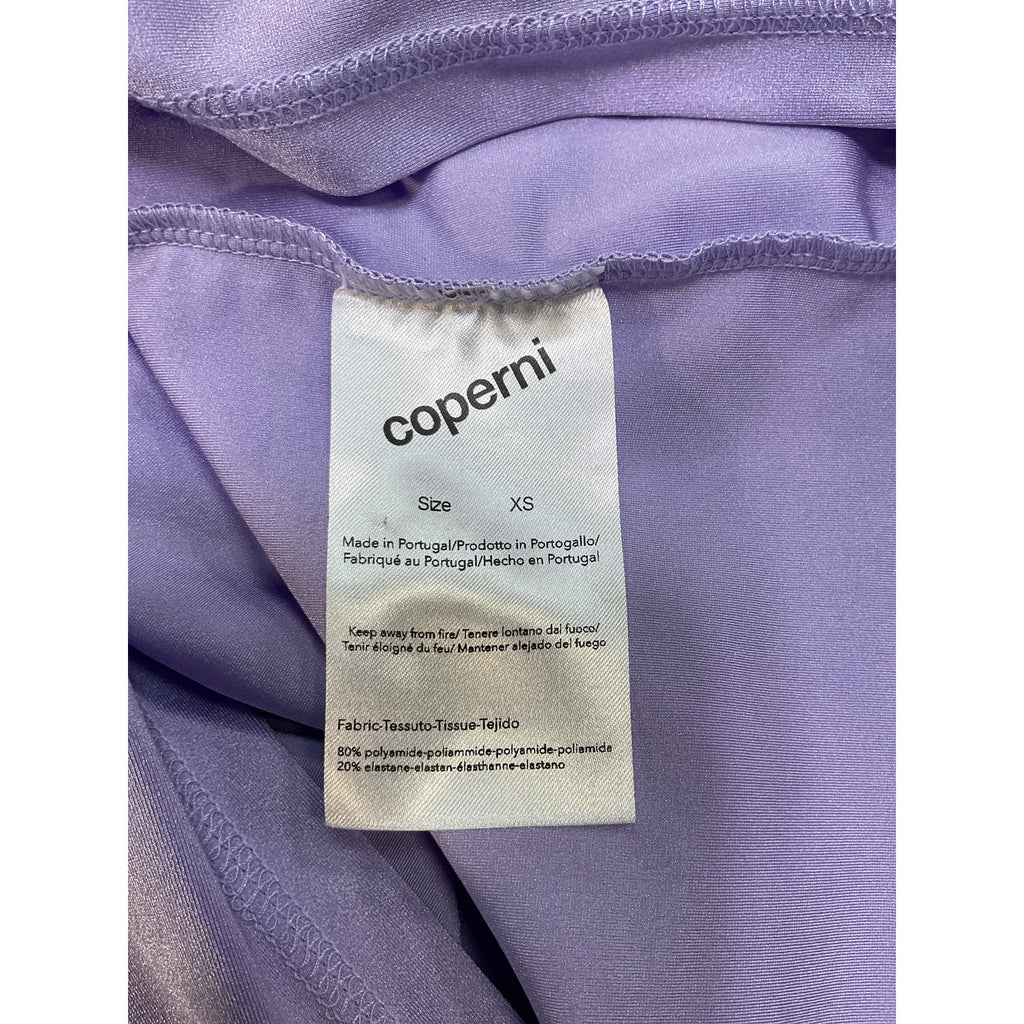 coperni
Size XS
Made in Portugal/Prodotto in Portogallo/
Fabriqué au Portugal/Hecho en Portugal
Keep away from fire/ Tenere lontano dal fuoco/
Tenir éloigné du feu/ Mantener alejado del fuego
Fabric-Tessuto-Tissue-Tejido
80% polyamide-poliammide-polyamide-poliamida
20% elastane-elastan-élasthanne-elastano